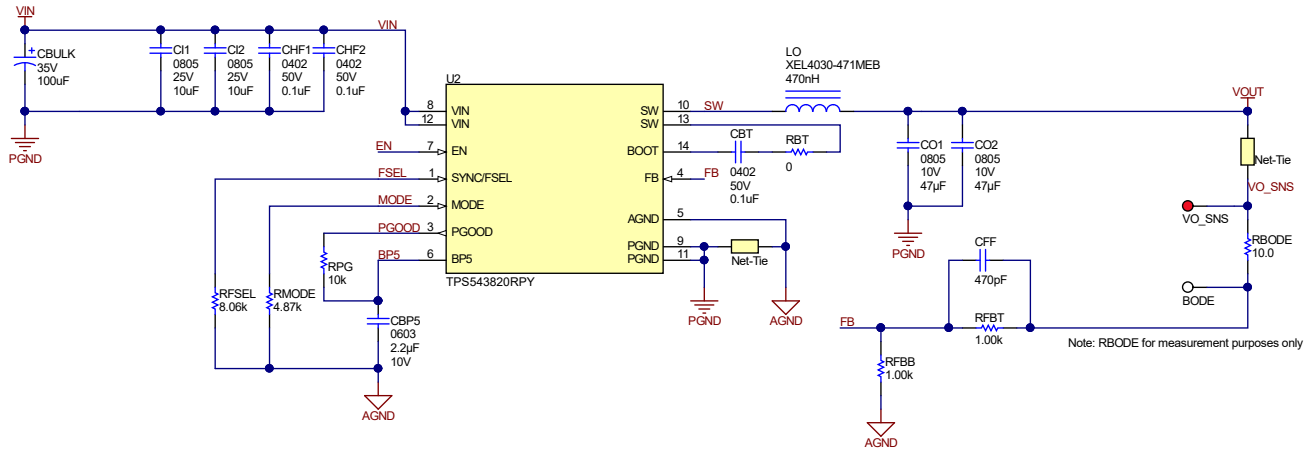 VIN
CBULK
35V
100uF
PGND
CI1
0805
25V
10uF
CI2
0805
25V
10uF
CHF1
0402
50V
0.1uF
CHF2
0402
50V
0.1uF
VIN
EN
FSEL
MODE
PGOOD
BP5
RPG
10k
RFSEL
8.06k
RMODE
4.87k
CBP5
0603
2.2µF
10V
AGND
U2
8 VIN
12 VIN
7 EN
1 SYNC/FSEL
2 MODE
3 PGOOD
6 BP5
SW 10
SW 13
BOOT 14
FB 4
AGND 5
PGND 9
PGND 11
TPS543820RPY
SW
LO
XEL4030-471MEB
470nH
CBT
0402
50V
0.1uF
RBT
0
FB
Net-Tie
PGND
AGND
CO1
0805
10V
47µF
CO2
0805
10V
47µF
PGND
VOUT
Net-Tie
VO_SNS
VO_SNS
RBODE
10.0
BODE
CFF
470pF
FB
RFBT
1.00k
RFBB
1.00k
AGND
Note: RBODE for measurement purposes only